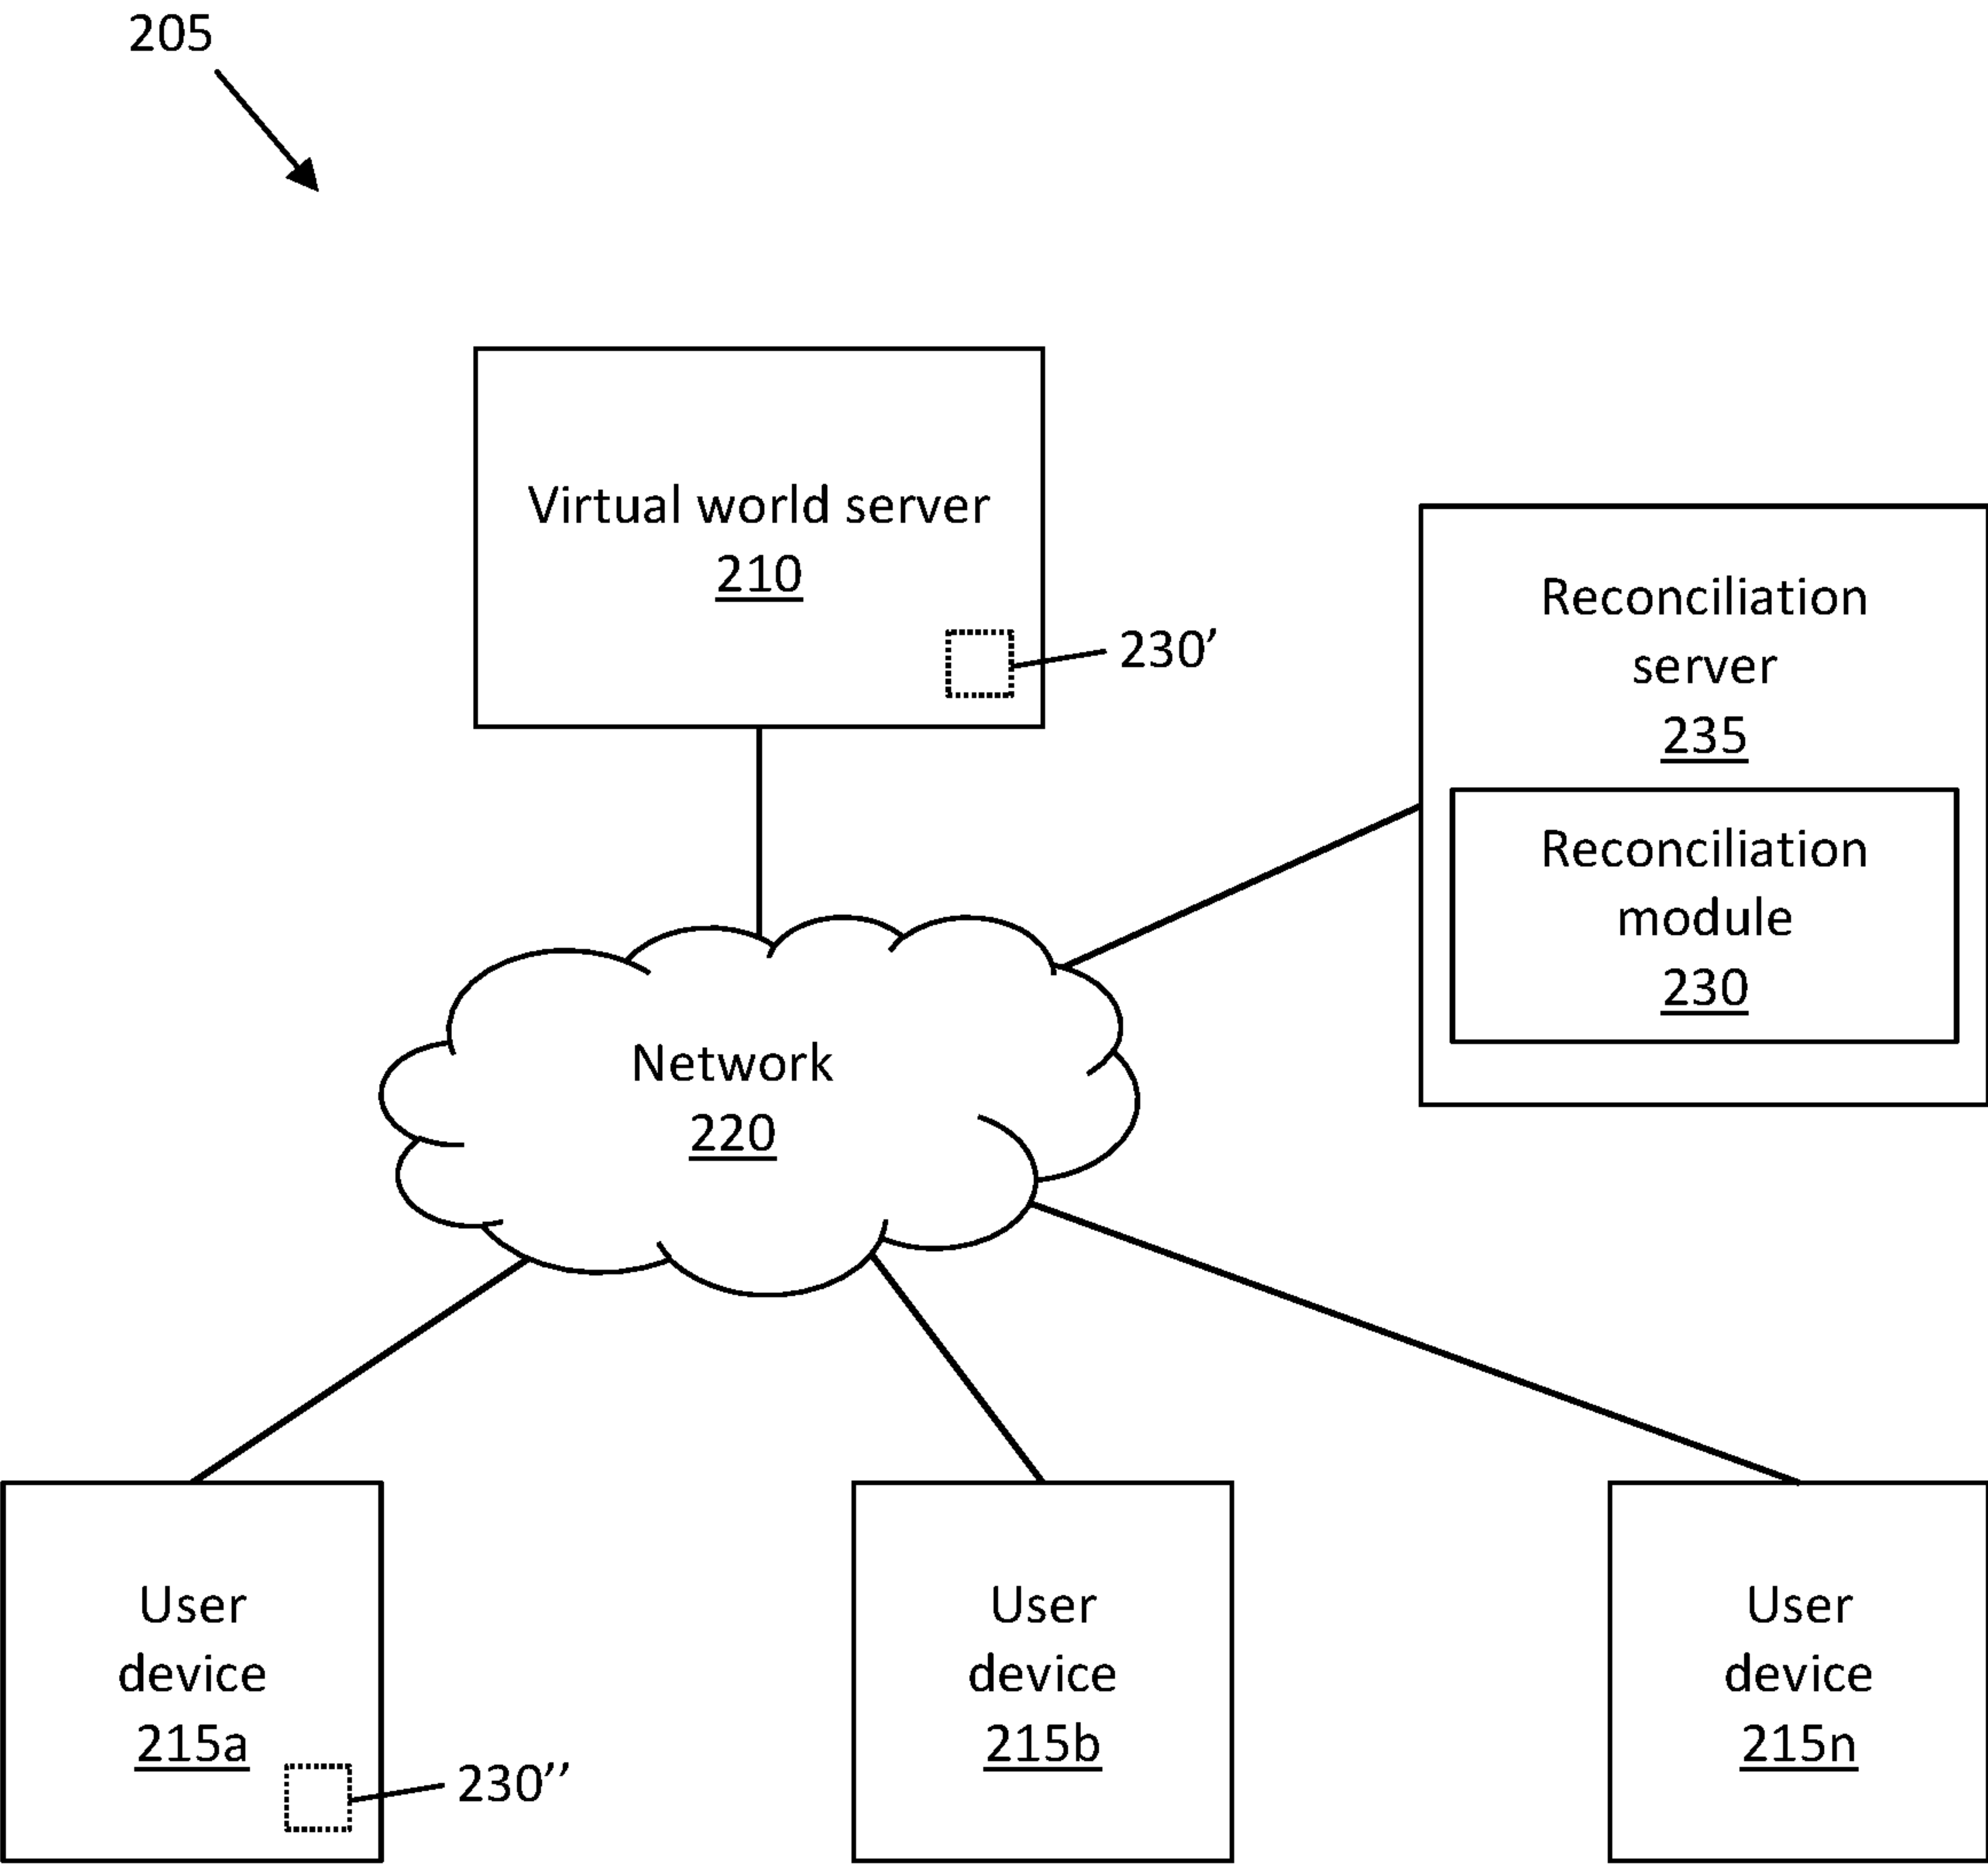 205
Virtual world server
210
230’
Reconciliation
server
235
Reconciliation
module
230
Network
220
User
device
215a
230’’
User
device
215b
User
device
215n